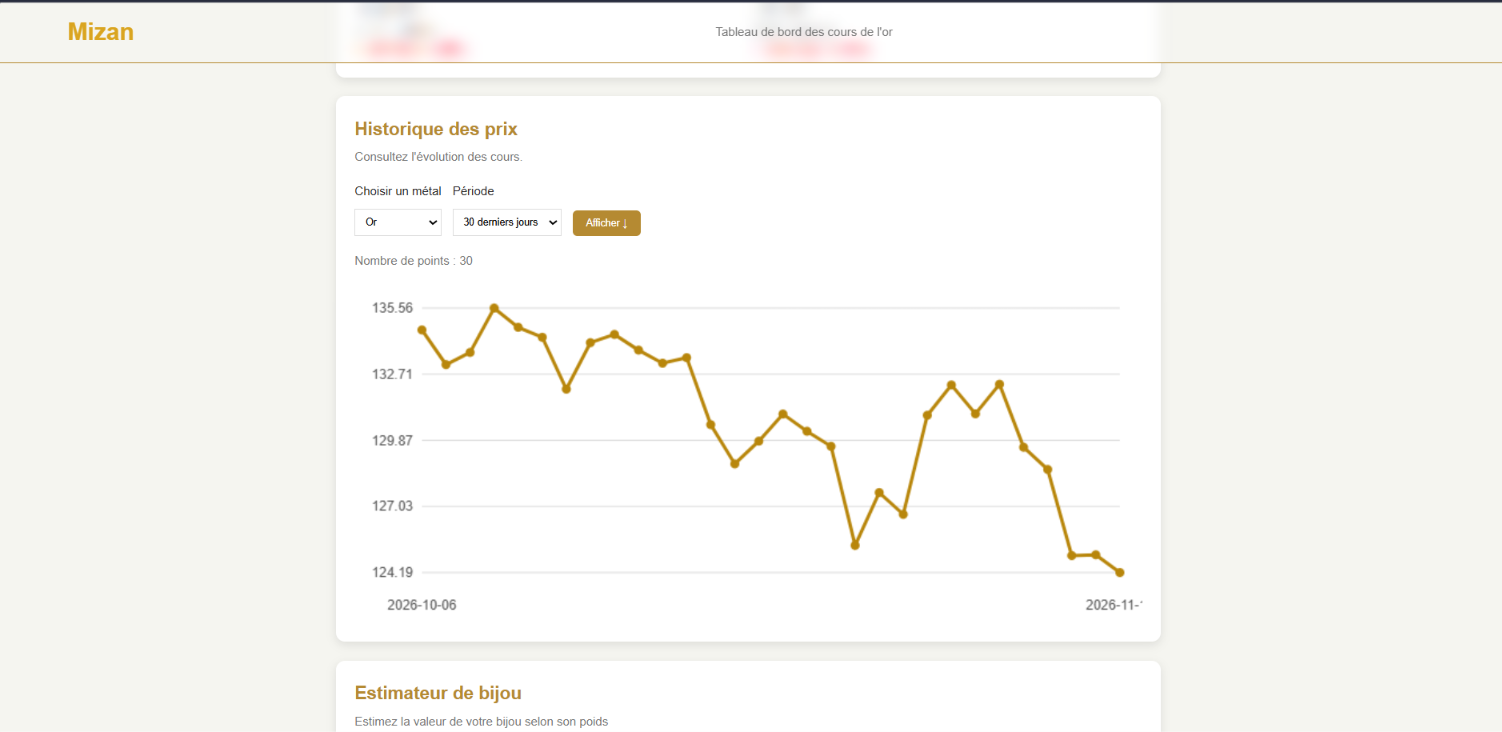 Mizan
Tableau de bord des cours de l'or
Historique des prix
Consultez l'évolution des cours.
Choisir un métal Période
Or 30 derniers jours Afficher ↓
Nombre de points : 30
135.56
132.71
129.87
127.03
124.19
2026-10-06 2026-11-
Estimateur de bijou
Estimez la valeur de votre bijou selon son poids